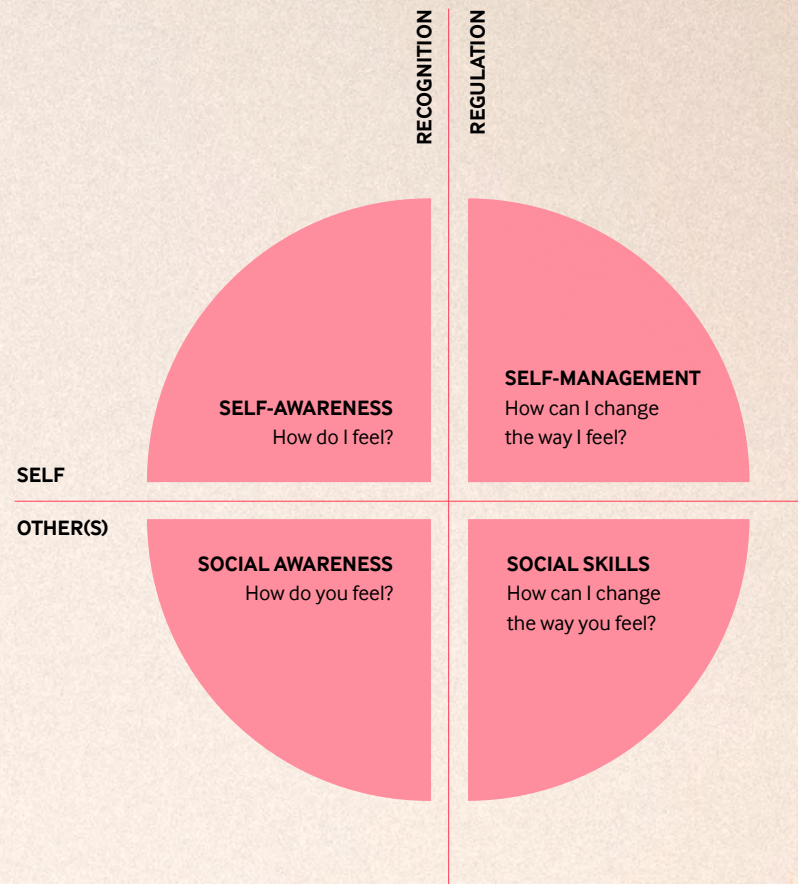 RECOGNITION
REGULATION
SELF-AWARENESS
How do I feel?
SELF-MANAGEMENT
How can I change
the way I feel?
SELF
OTHER(S)
SOCIAL AWARENESS
How do you feel?
SOCIAL SKILLS
How can I change
the way you feel?